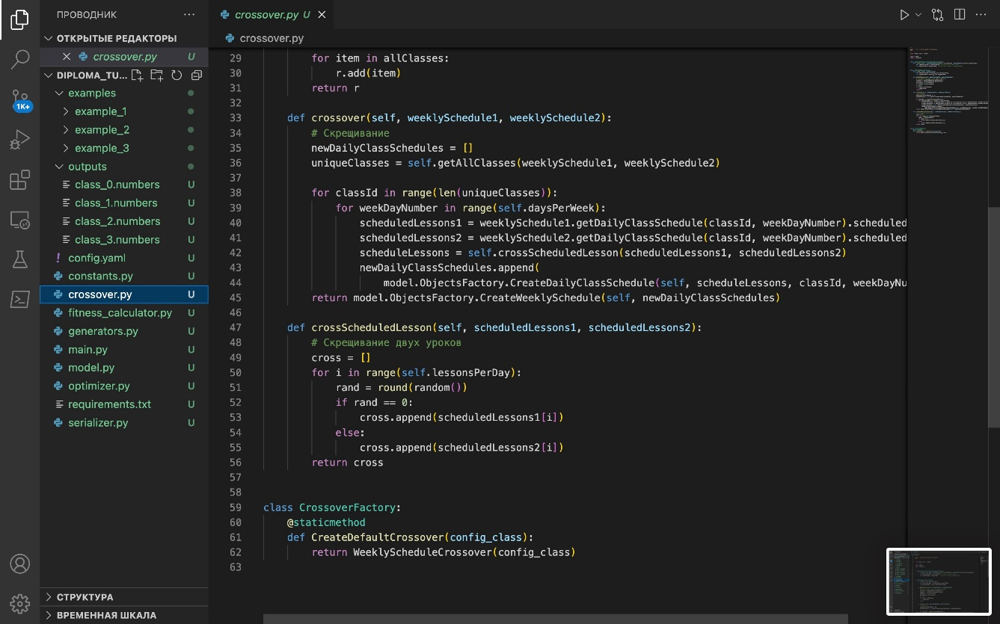 ПРОВОДНИК
ОТКРЫТЫЕ РЕДАКТОРЫ
crossover.py U
DIPLOMA_TU...
examples
example_1
example_2
example_3
outputs
class_0.numbers U
class_1.numbers U
class_2.numbers U
class_3.numbers U
! config.yaml U
constants.py U
crossover.py U
fitness_calculator.py U
generators.py U
main.py U
model.py U
optimizer.py U
requirements.txt U
serializer.py U
СТРУКТУРА
ВРЕМЕННАЯ ШКАЛА
1K+
crossover.py U
crossover.py
29 for item in allClasses:
30 r.add(item)
31 return r
32
33 def crossover(self, weeklySchedule1, weeklySchedule2):
34 # Скрещивание
35 newDailyClassSchedules = []
36 uniqueClasses = self.getAllClasses(weeklySchedule1, weeklySchedule2)
37
38 for classId in range(len(uniqueClasses)):
39 for weekDayNumber in range(self.daysPerWeek):
40 scheduledLessons1 = weeklySchedule1.getDailyClassSchedule(classId, weekDayNumber).scheduled
41 scheduledLessons2 = weeklySchedule2.getDailyClassSchedule(classId, weekDayNumber).scheduled
42 scheduleLessons = self.crossScheduledLesson(scheduledLessons1, scheduledLessons2)
43 newDailyClassSchedules.append(
44 model.ObjectsFactory.CreateDailyClassSchedule(self, scheduleLessons, classId, weekDayNu
45 return model.ObjectsFactory.CreateWeeklySchedule(self, newDailyClassSchedules)
46
47 def crossScheduledLesson(self, scheduledLessons1, scheduledLessons2):
48 # Скрещивание двух уроков
49 cross = []
50 for i in range(self.lessonsPerDay):
51 rand = round(random())
52 if rand == 0:
53 cross.append(scheduledLessons1[i])
54 else:
55 cross.append(scheduledLessons2[i])
56 return cross
57
58
59 class CrossoverFactory:
60 @staticmethod
61 def CreateDefaultCrossover(config_class):
62 return WeeklyScheduleCrossover(config_class)
63